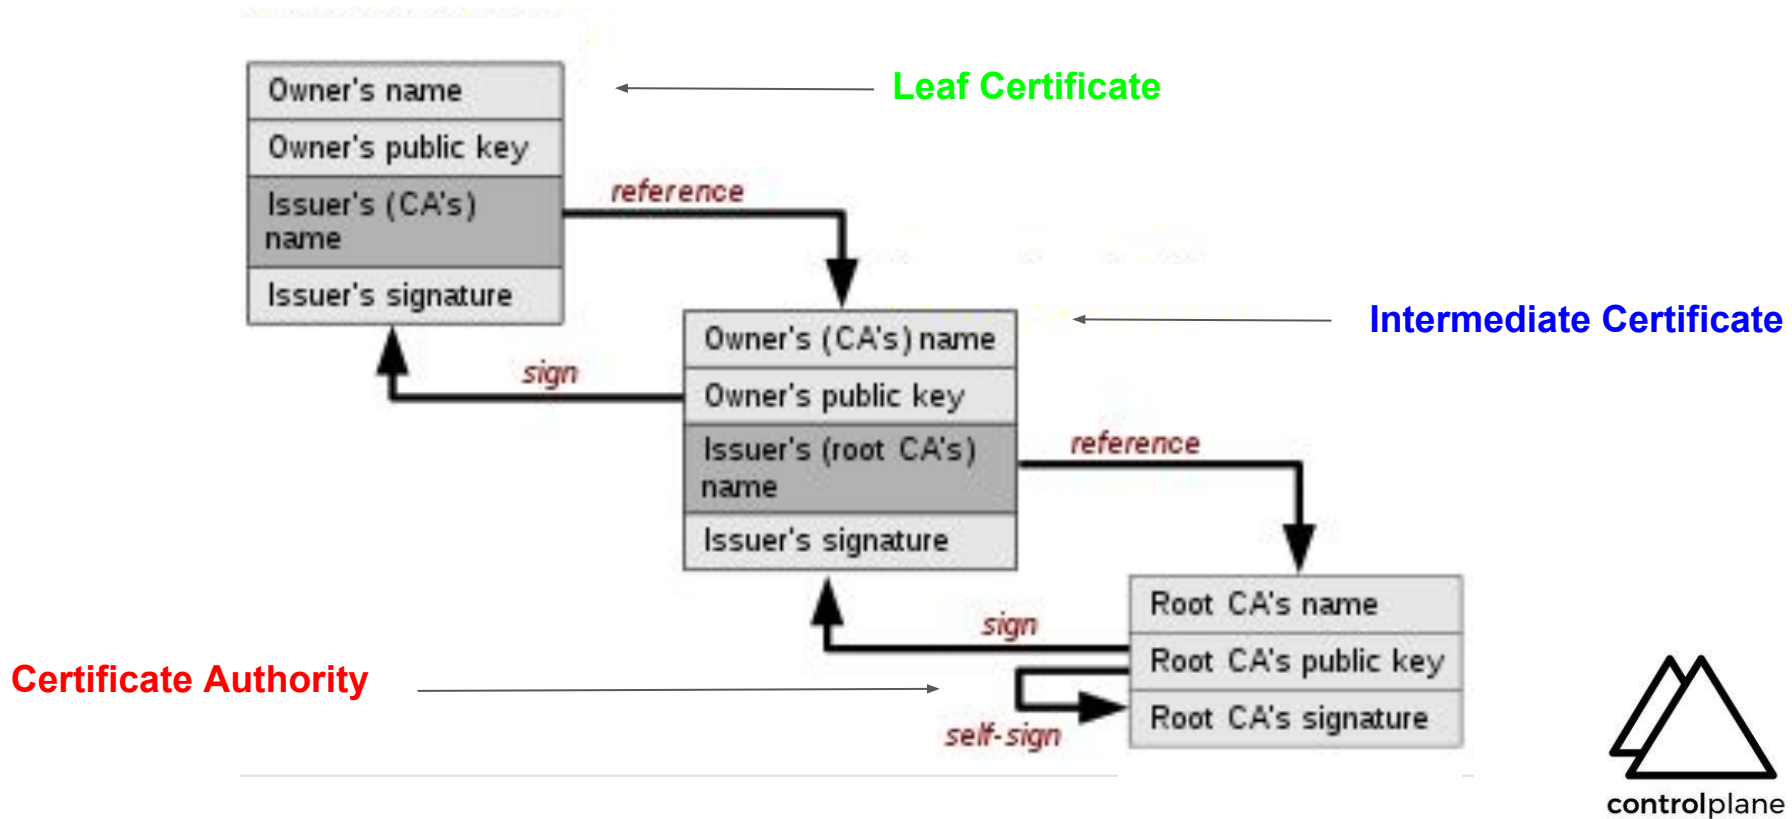 Owner's name
Leaf Certificate
Owner's public key
Issuer's (CA's)
name
reference
Issuer's signature
Owner's (CA's) name
Intermediate Certificate
sign
Owner's public key
Issuer's (root CA's)
name
reference
Issuer's signature
Root CA's name
sign
Root CA's public key
Certificate Authority
Root CA's signature
self-sign
controlplane